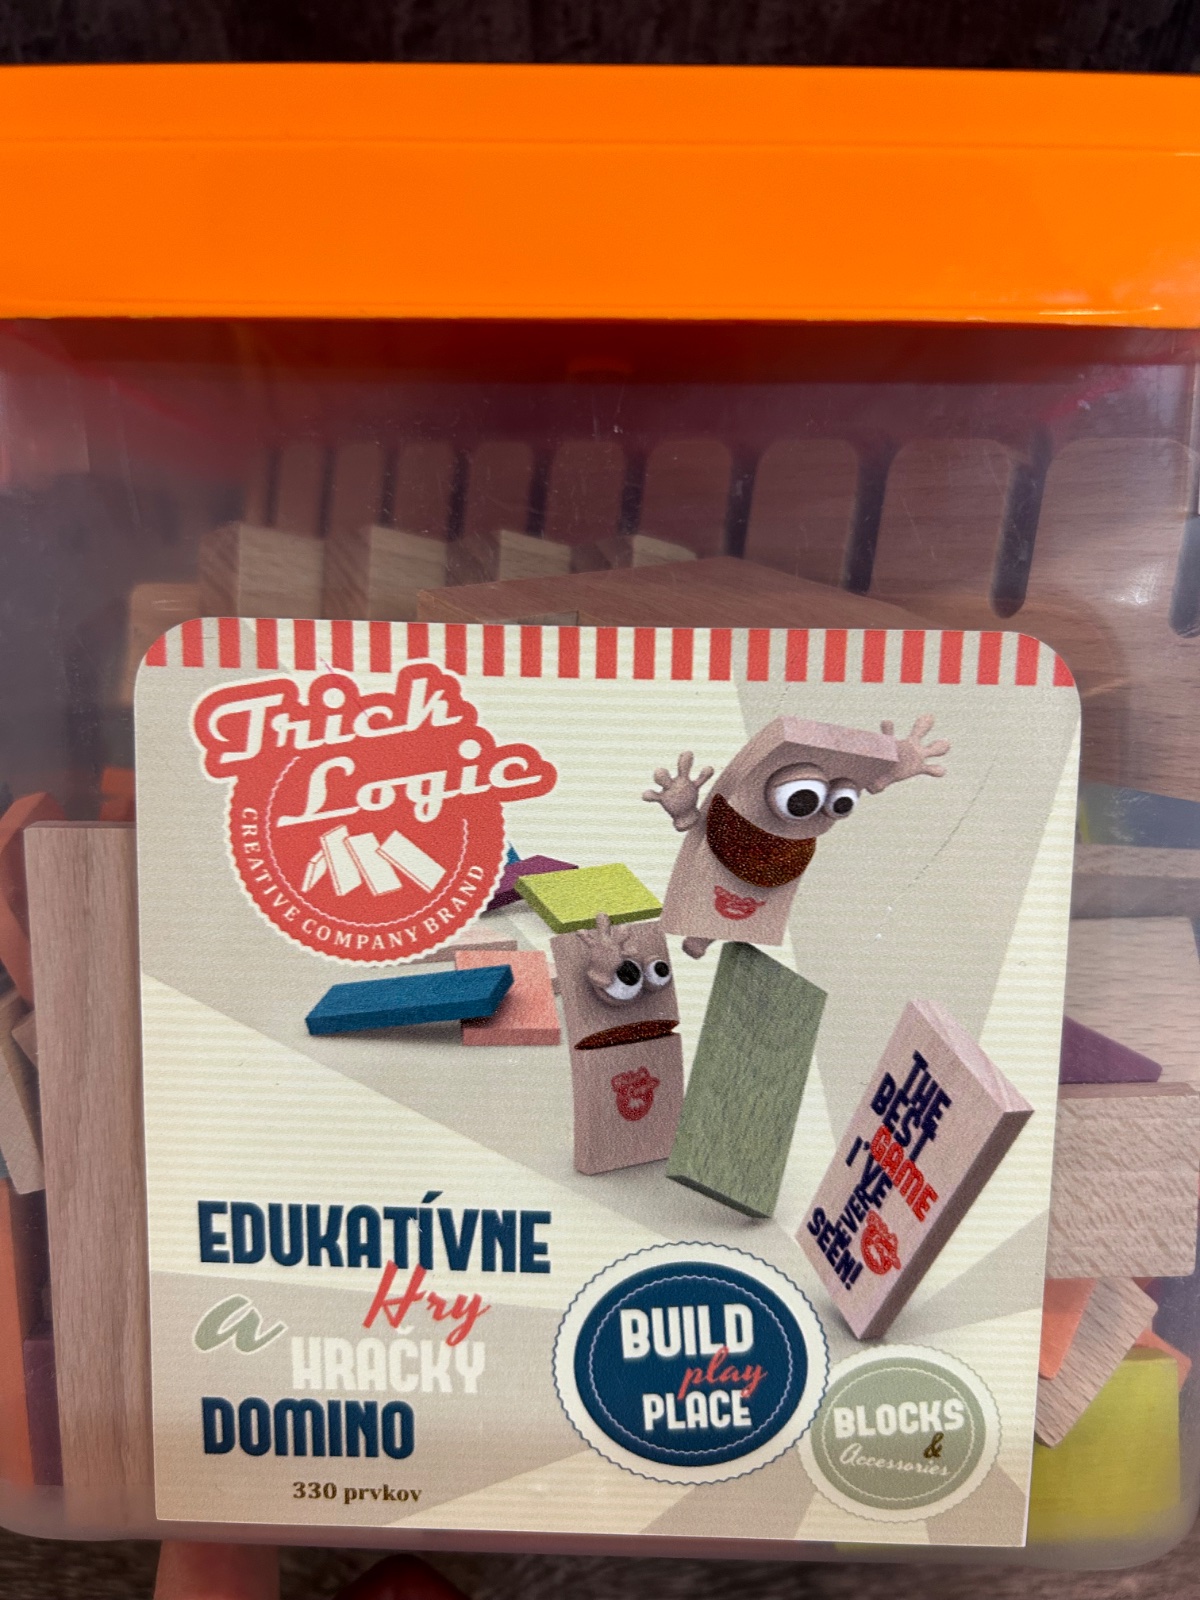 Trick
Logic
CREATIVE COMPANY BRAND
THE
BEST
GAME
I'VE
EVER
SEEN!
EDUKATÍVNE
Hry
a HRAČKY
DOMINO
330 prvkov
BUILD
play
PLACE
BLOCKS
&
Accessories